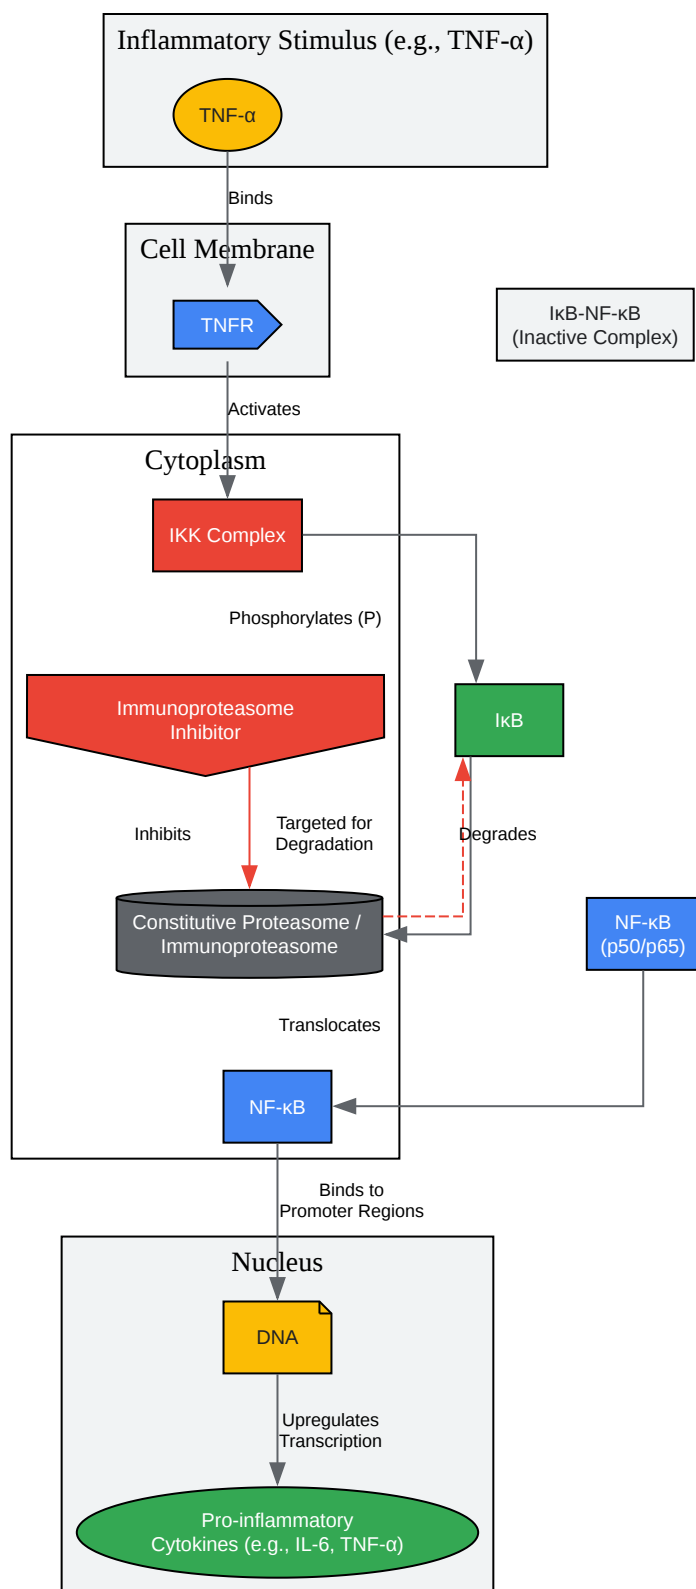 Inflammatory Stimulus (e.g., TNF-α)
TNF-α
Binds
Cell Membrane
TNFR
IκB-NF-κB
(Inactive Complex)
Activates
Cytoplasm
IKK Complex
Phosphorylates (P)
Immunoproteasome
Inhibitor
IκB
Inhibits
Targeted for
Degradation
Degrades
Constitutive Proteasome /
Immunoproteasome
NF-κB
(p50/p65)
Translocates
NF-κB
Binds to
Promoter Regions
Nucleus
DNA
Upregulates
Transcription
Pro-inflammatory
Cytokines (e.g., IL-6, TNF-α)